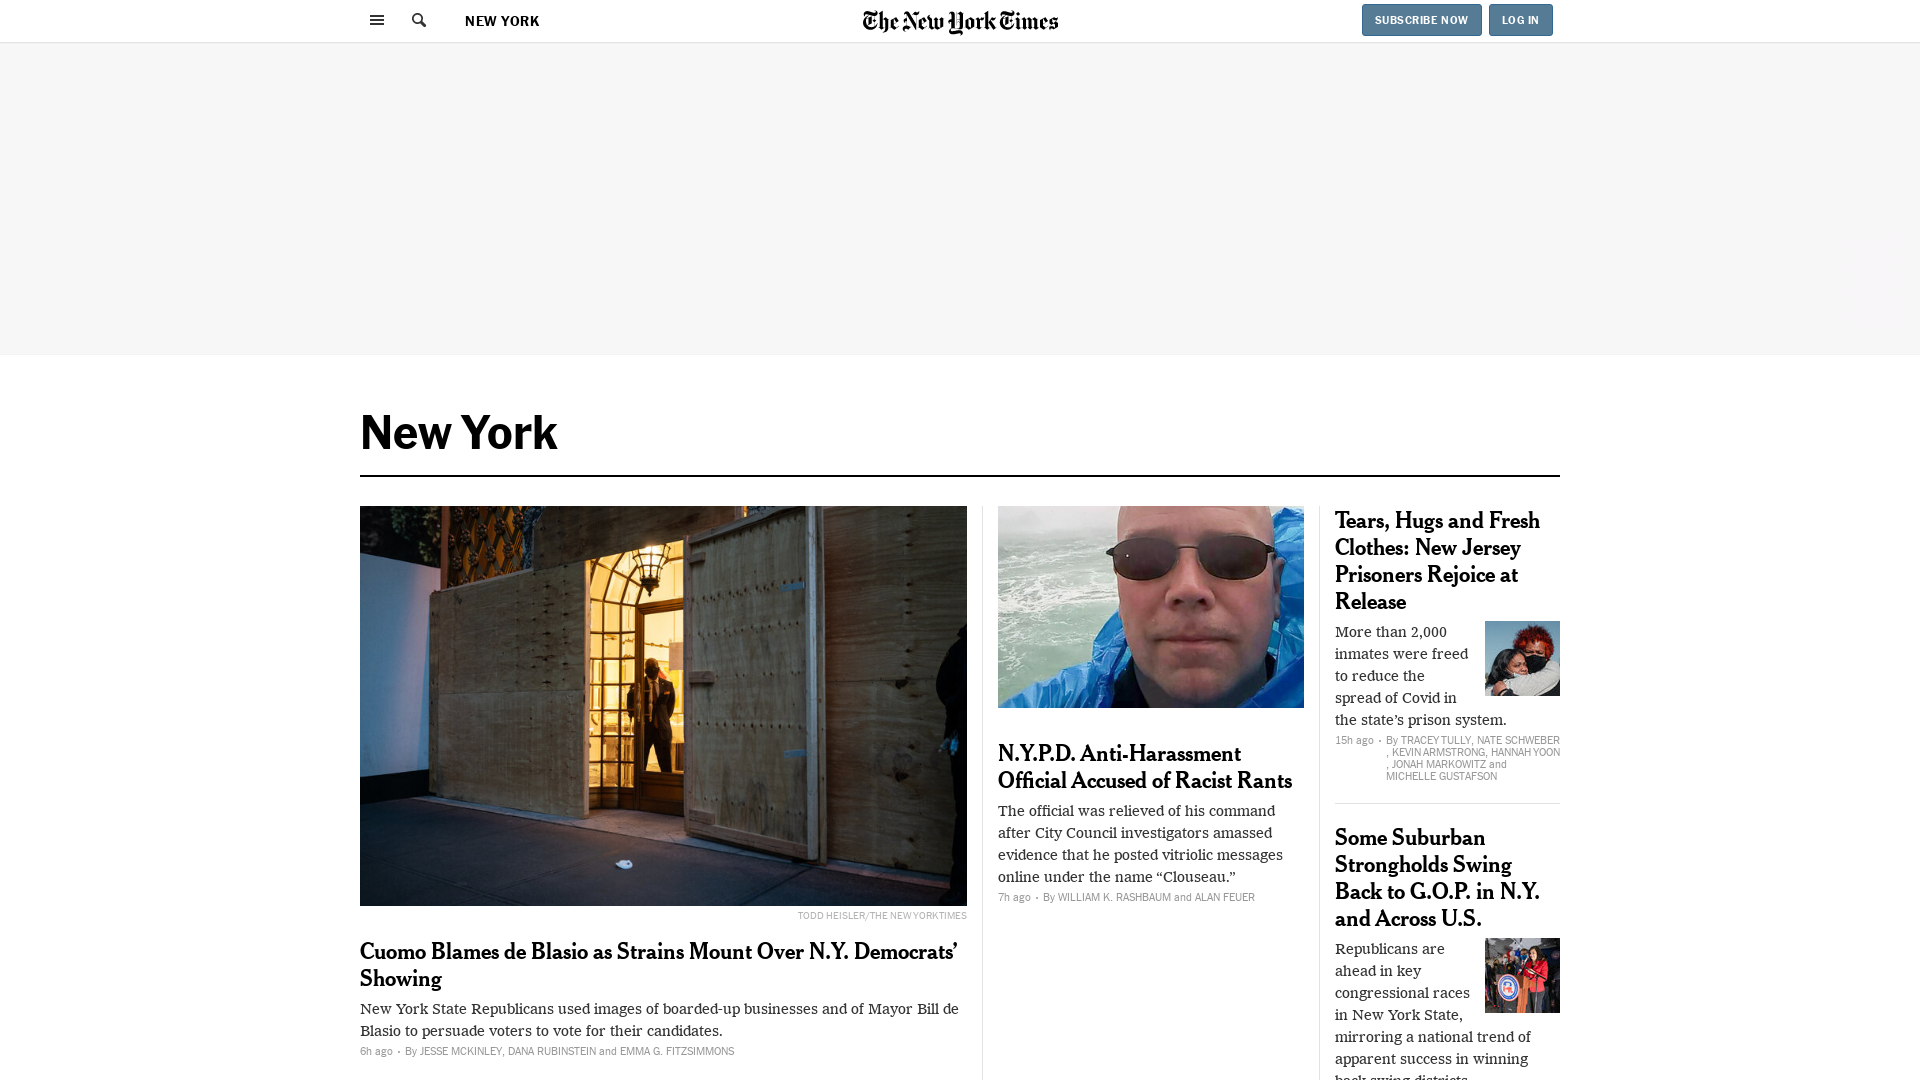 NEW YORK
The New York Times
SUBSCRIBE NOW
LOG IN
New York
TODD HEISLER/THE NEW YORK TIMES
Cuomo Blames de Blasio as Strains Mount Over N.Y. Democrats’
Showing
New York State Republicans used images of boarded-up businesses and of Mayor Bill de
Blasio to persuade voters to vote for their candidates.
6h ago · By JESSE MCKINLEY, DANA RUBINSTEIN and EMMA G. FITZSIMMONS
N.Y.P.D. Anti-Harassment
Official Accused of Racist Rants
The official was relieved of his command
after City Council investigators amassed
evidence that he posted vitriolic messages
online under the name “Clouseau.”
7h ago · By WILLIAM K. RASHBAUM and ALAN FEUER
Tears, Hugs and Fresh
Clothes: New Jersey
Prisoners Rejoice at
Release
More than 2,000
inmates were freed
to reduce the
spread of Covid in
the state’s prison system.
15h ago · By TRACEY TULLY, NATE SCHWEBER
, KEVIN ARMSTRONG, HANNAH YOON
, JONAH MARKOWITZ and
MICHELLE GUSTAFSON
Some Suburban
Strongholds Swing
Back to G.O.P. in N.Y.
and Across U.S.
Republicans are
ahead in key
congressional races
in New York State,
mirroring a national trend of
apparent success in winning
back swing districts